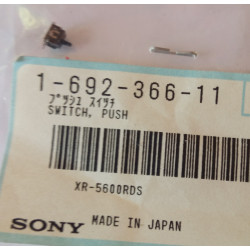 1-692-366-11
プッシュ スイッチ
SWITCH, PUSH
XR-5600RDS
SONY MADE IN JAPAN